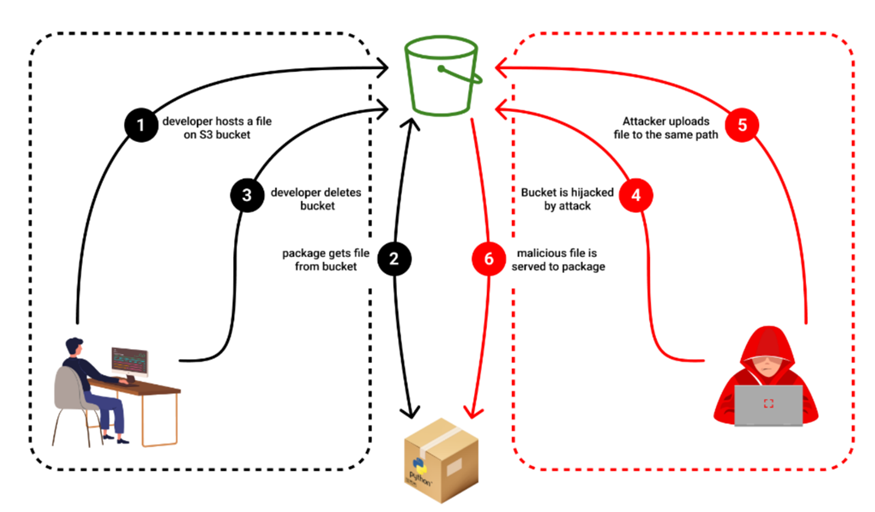 1
developer hosts a file
on S3 bucket
Attacker uploads
file to the same path
5
3
developer deletes
bucket
Bucket is hijacked
by attack
4
package gets file
from bucket
2
6
malicious file is
served to package
python